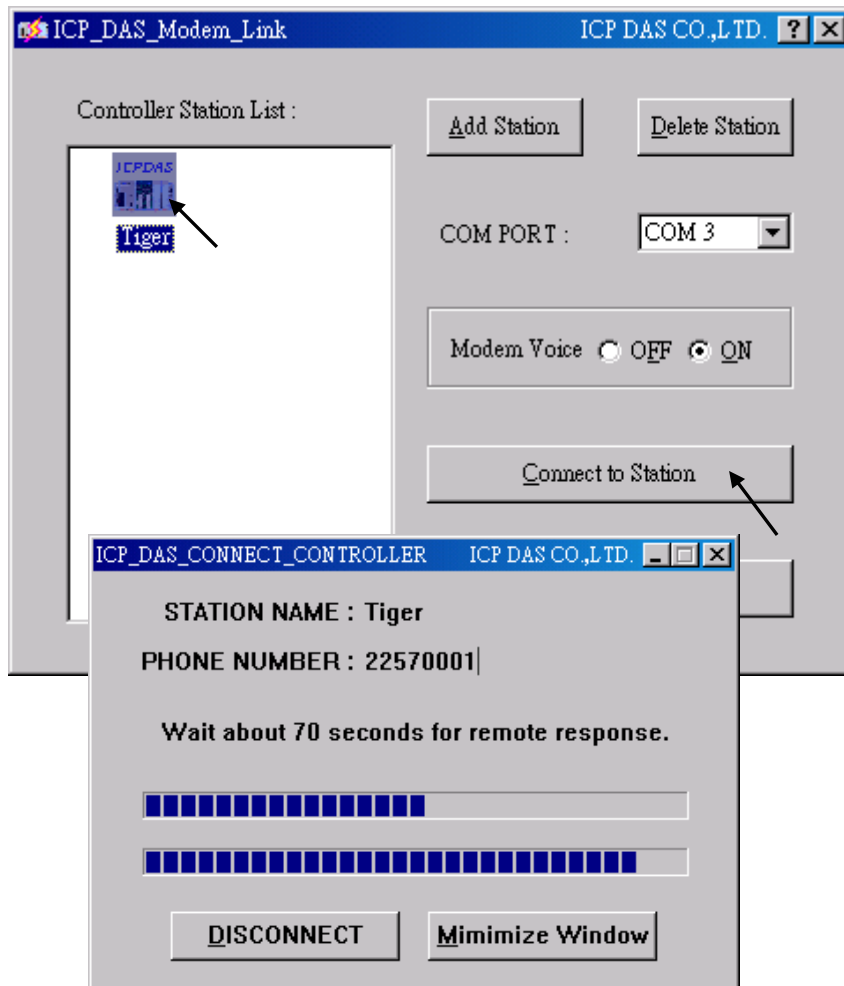 ICP_DAS_Modem_Link ICP DAS CO.,LTD.
Controller Station List :
Add Station
Delete Station
ICPDAS
Tiger
COM PORT :
COM 3
Modem Voice OFF ON
Connect to Station
ICP_DAS_CONNECT_CONTROLLER ICP DAS CO.,LTD.
STATION NAME : Tiger
PHONE NUMBER : 22570001
Wait about 70 seconds for remote response.
DISCONNECT
Mimimize Window